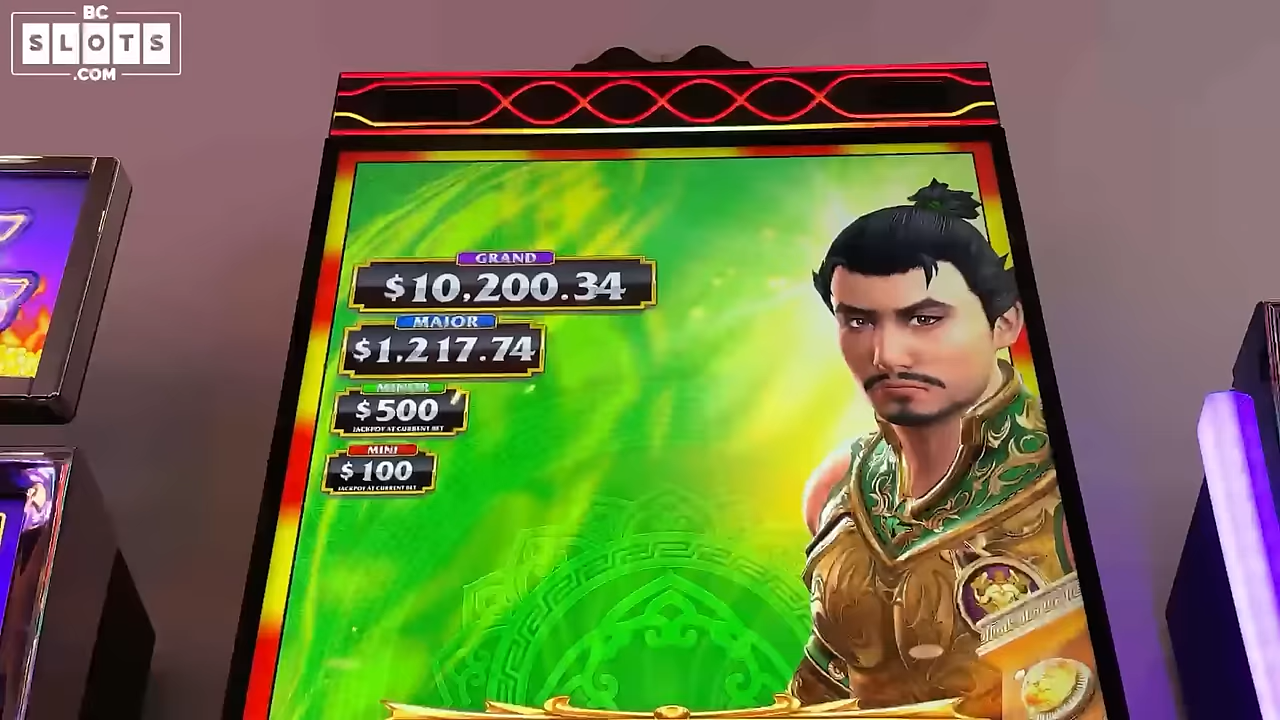 BC
SLOTS
.COM
GRAND
$10,200.34
MAJOR
$1,217.74
MINOR
$500
JACKPOT AT CURRENT BET
MINI
$100
JACKPOT AT CURRENT BET